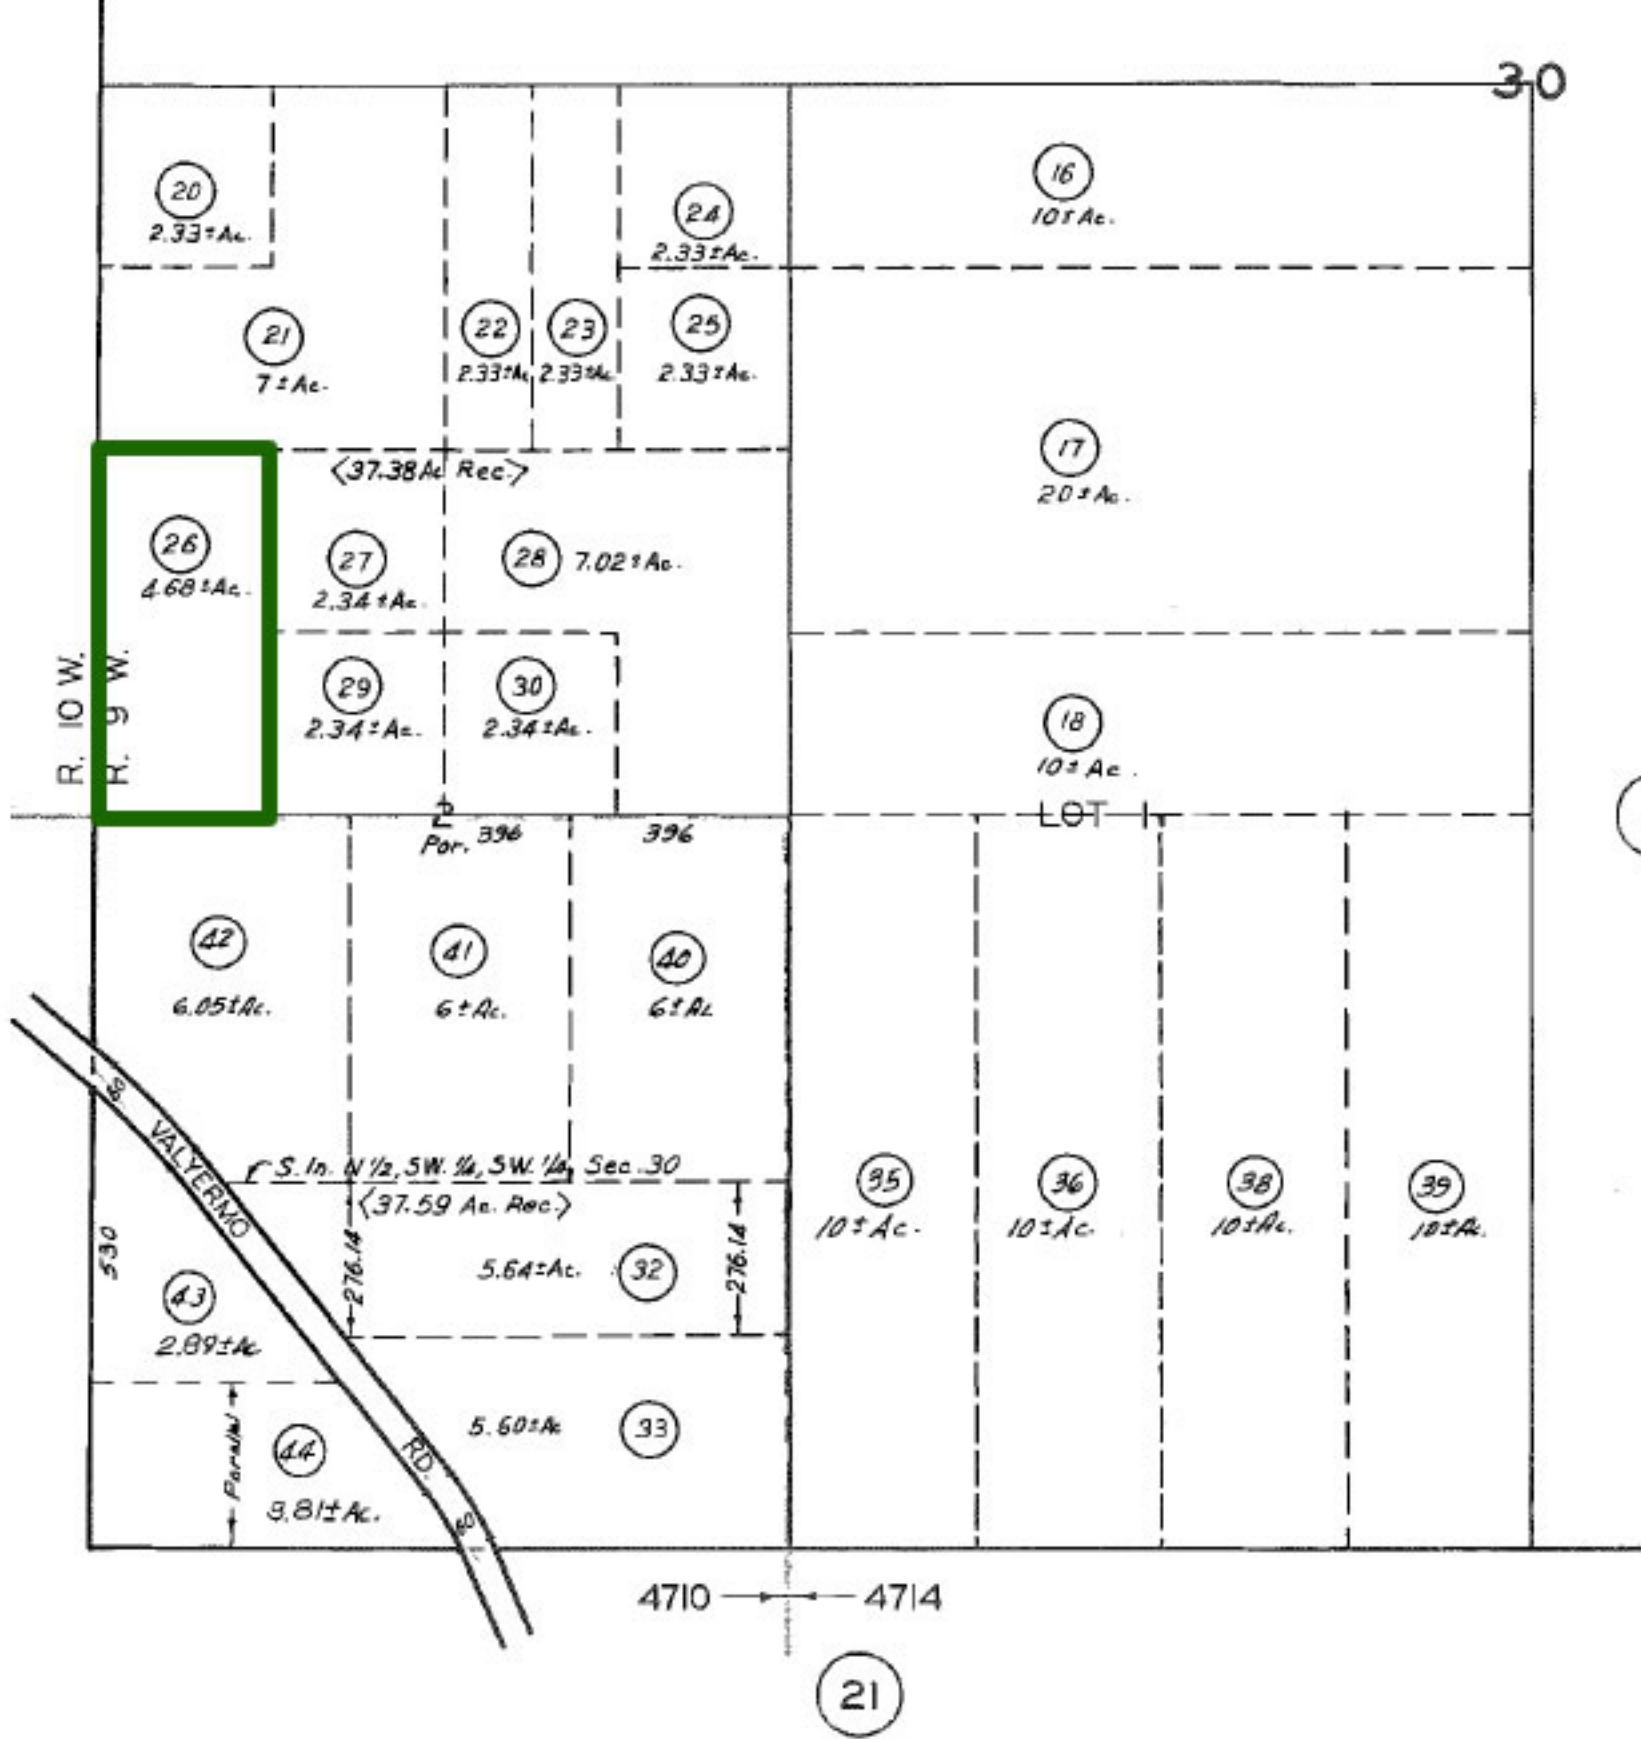 30
20
2.33±Ac.
24
2.33±Ac.
16
10±Ac.
21
7±Ac.
22
2.33±Ac
23
2.33±Ac.
25
2.33±Ac.
17
20±Ac.
<37.38Ac Rec.>
26
4.68±Ac.
27
2.34±Ac.
28 7.02±Ac.
R. 10 W.
R. 9 W.
29
2.34±Ac.
30
2.34±Ac.
18
10±Ac.
2
Por. 396
396
LOT 1
42
6.05±Ac.
41
6±Ac.
40
6±Ac
VALYERMO
RD.
60
S. ln. N 1/2, SW. 1/4, SW. 1/4, Sec. 30
<37.59 Ac. Rec.>
276.14
276.14
5.64±Ac. 32
530
43
2.89±Ac
5.60±Ac 33
Parallel
44
3.81±Ac.
35
10±Ac.
36
10±Ac.
38
10±Ac.
39
10±Ac.
4710
4714
21